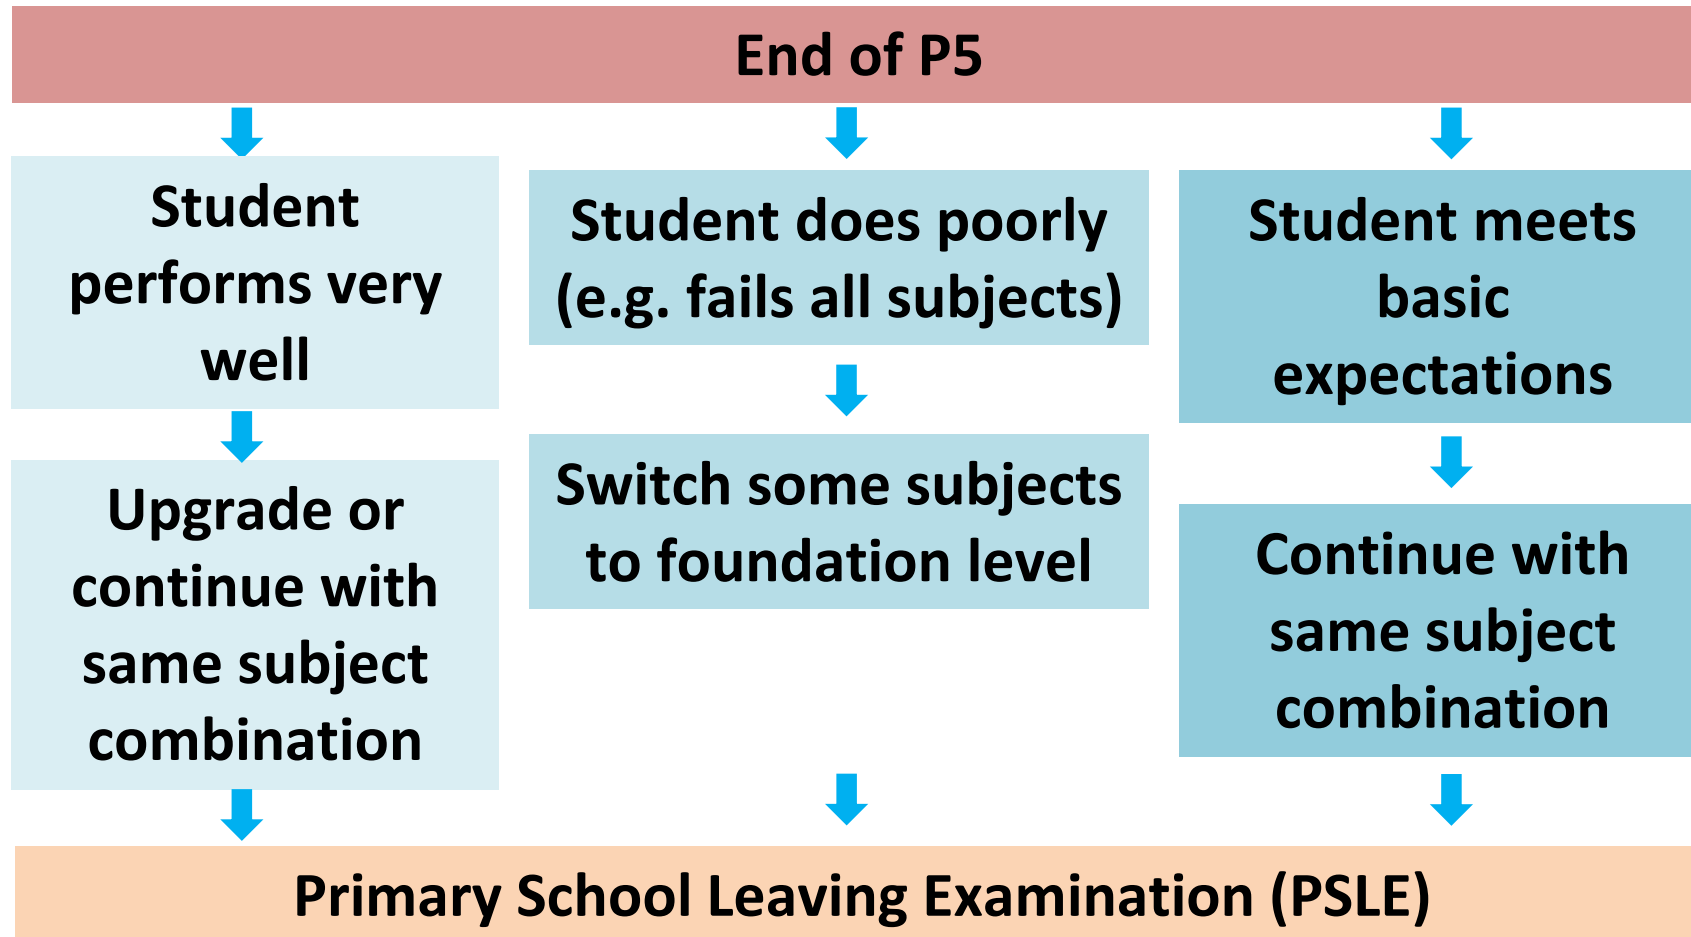 End of P5
Student
performs very
well
Upgrade or
continue with
same subject
combination
Student does poorly
(e.g. fails all subjects)
Switch some subjects
to foundation level
Student meets
basic
expectations
Continue with
same subject
combination
Primary School Leaving Examination (PSLE)